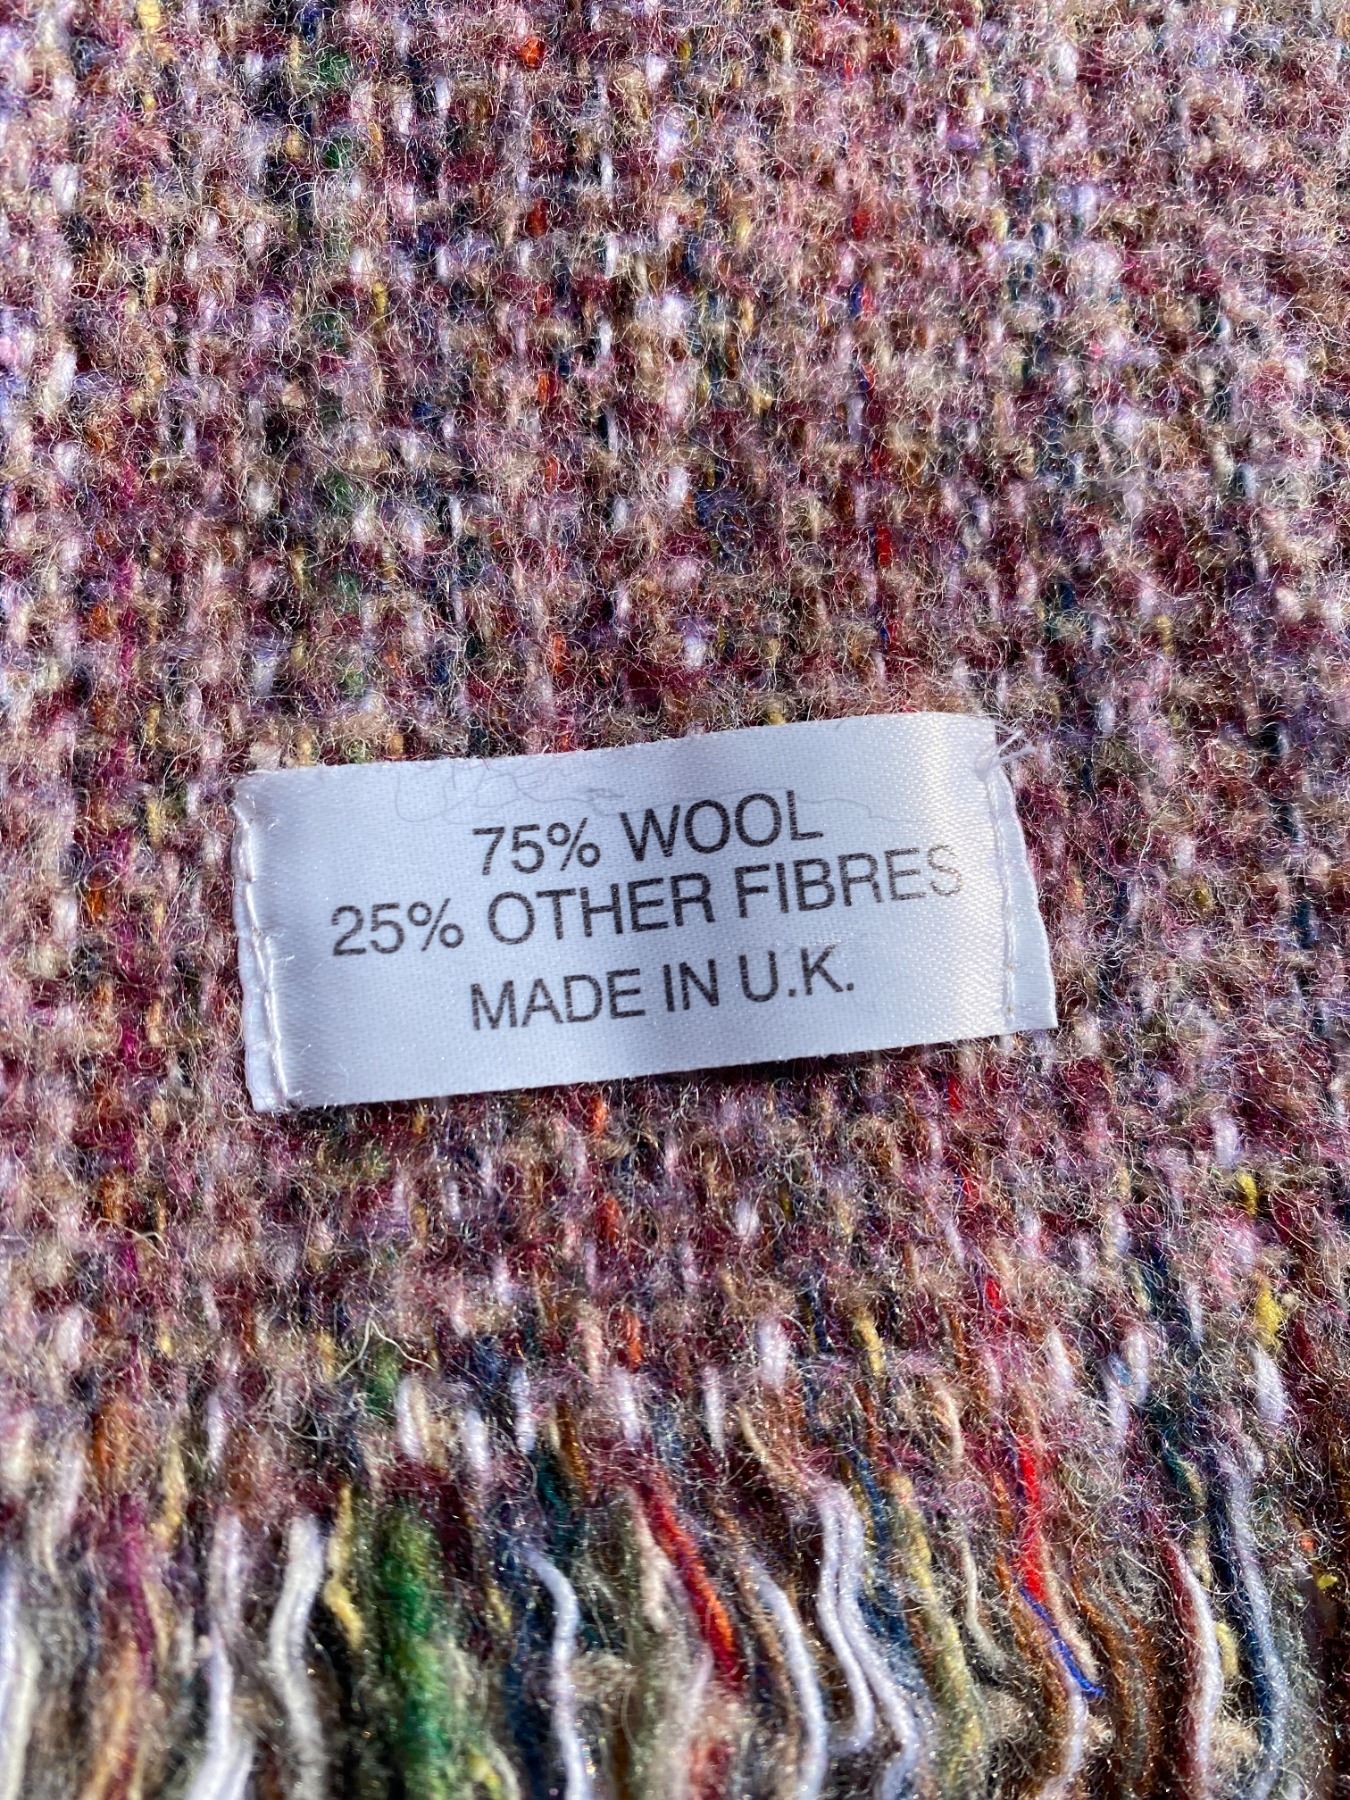 75% WOOL
25% OTHER FIBRES
MADE IN U.K.